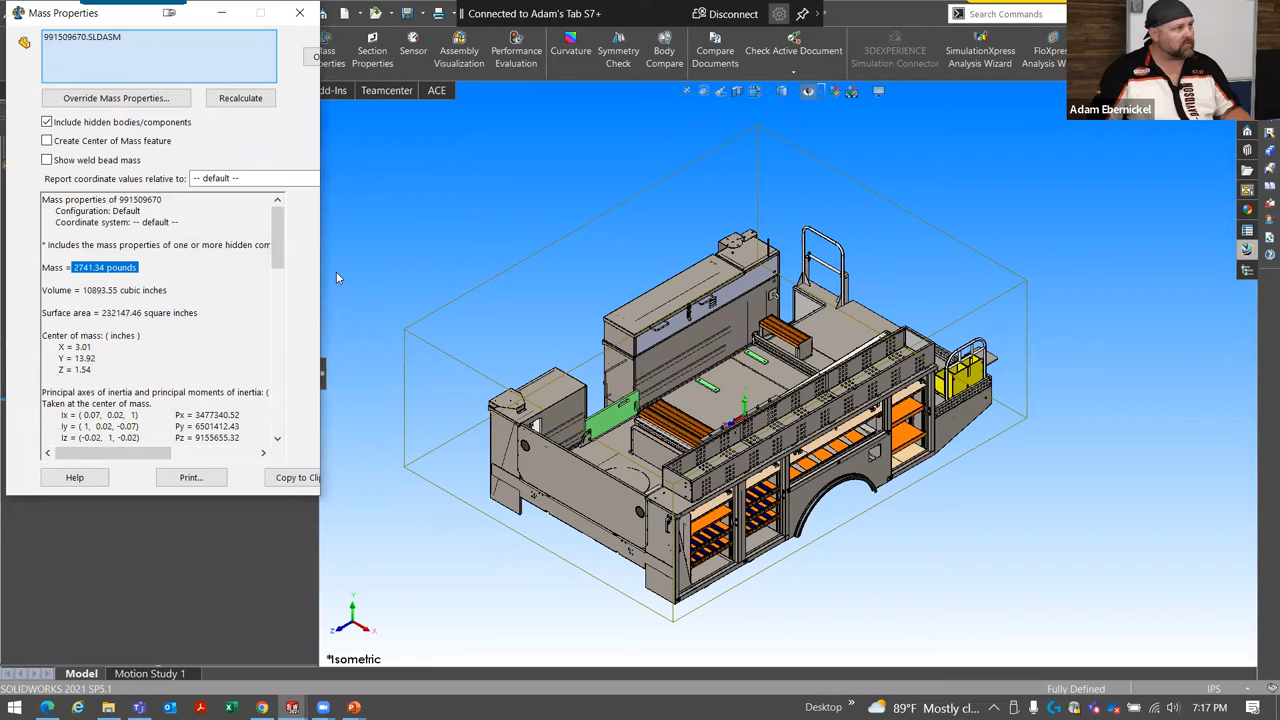 Mass Properties
991509670.SLDASM
Override Mass Properties...
Recalculate
Include hidden bodies/components
Create Center of Mass feature
Show weld bead mass
Report coordinate values relative to:
-- default --
Mass properties of 991509670
Configuration: Default
Coordinate system: -- default --
* Includes the mass properties of one or more hidden com
Mass = 2741.34 pounds
Volume = 10893.55 cubic inches
Surface area = 232147.46 square inches
Center of mass: ( inches )
X = 3.01
Y = 13.92
Z = 1.54
Principal axes of inertia and principal moments of inertia: (
Taken at the center of mass.
Ix = ( 0.07, 0.02, 1) Px = 3477340.52
Iy = ( 1, 0.02, -0.07) Py = 6501412.43
Iz = (-0.02, 1, -0.02) Pz = 9155655.32
Help
Print...
Copy to Cli
Connected to Adam's Tab S7+
Disconnect
Search Commands
Mass Properties
Section Properties
Sensor
Assembly Visualization
Performance Evaluation
Curvature
Symmetry Check
Body Compare
Compare Documents
Check Active Document
3DEXPERIENCE Simulation Connector
SimulationXpress Analysis Wizard
FloXpres Analysis Wi
dd-Ins
Teamcenter
ACE
Adam Ebernickel
Y
Z
X
*Isometric
Model
Motion Study 1
SOLIDWORKS 2021 SP5.1
Fully Defined
IPS
Desktop
89°F Mostly cl...
7:17 PM